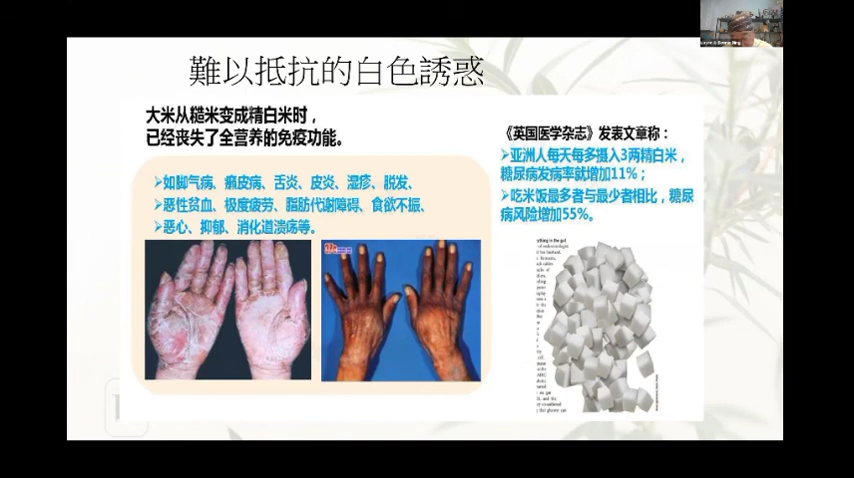 難以抵抗的白色誘惑
大米从糙米变成精白米时，
已经丧失了全营养的免疫功能。
➢如脚气病、癞皮病、舌炎、皮炎、湿疹、脱发、
➢恶性贫血、极度疲劳、脂肪代谢障碍、食欲不振、
➢恶心、抑郁、消化道溃疡等。
《英国医学杂志》发表文章称：
➢亚洲人每天每多摄入3两精白米，
糖尿病发病率就增加11%；
➢吃米饭最多者与最少者相比，糖尿
病风险增加55%。